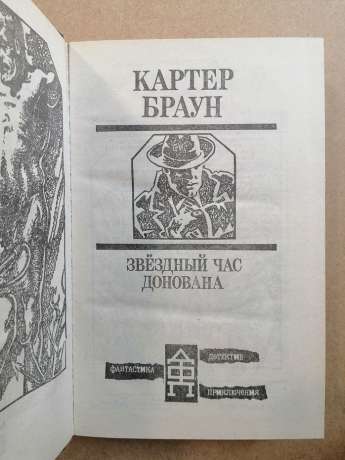 КАРТЕР
БРАУН
ЗВЁЗДНЫЙ ЧАС
ДОНОВАНА
ДЕТЕКТИВ
ФАНТАСТИКА
ПРИКЛЮЧЕНИЯ